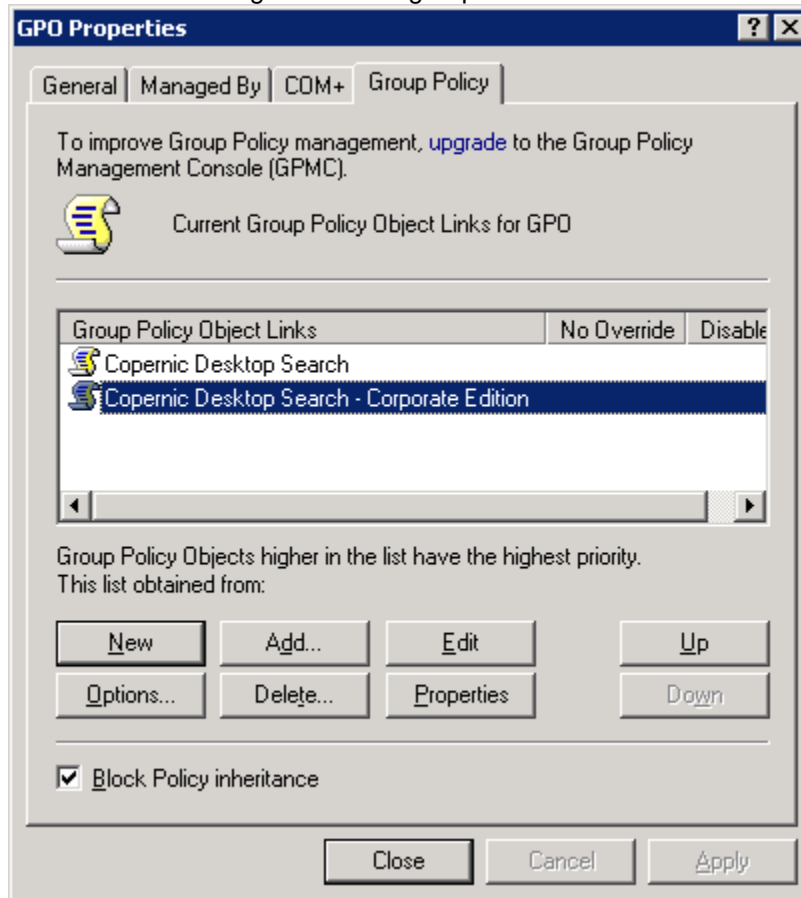 GPO Properties
General Managed By COM+ Group Policy
To improve Group Policy management, upgrade to the Group Policy
Management Console (GPMC).
Current Group Policy Object Links for GPO
Group Policy Object Links No Override Disable
Copernic Desktop Search
Copernic Desktop Search - Corporate Edition
Group Policy Objects higher in the list have the highest priority.
This list obtained from:
New Add... Edit Up
Options... Delete... Properties Down
Block Policy inheritance
Close Cancel Apply